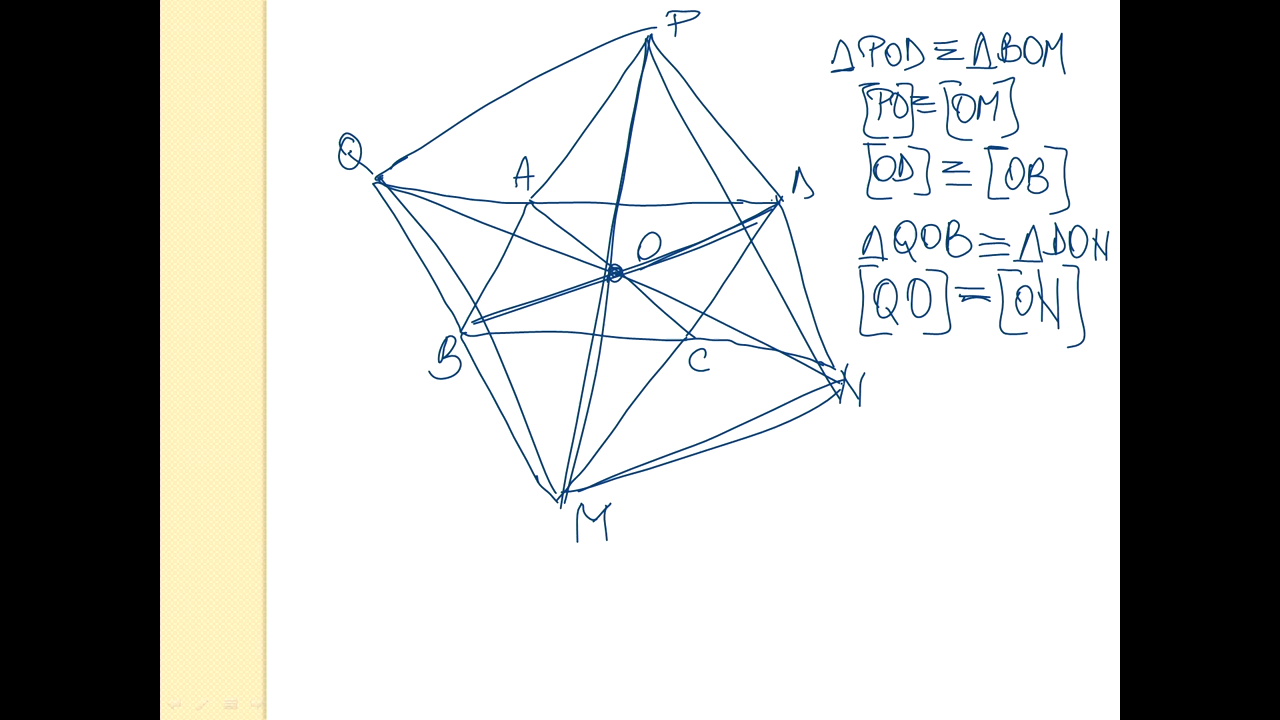 P
Q
A
D
O
B
C
N
M
ΔPOD ≡ ΔBOM
[PO] ≡ [OM]
[OD] ≡ [OB]
ΔQOB ≡ ΔDON
[QO] = [ON]